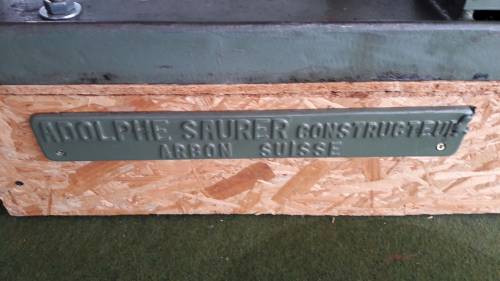 ADOLPHE SAURER CONSTRUCTEUR
ARBON SUISSE